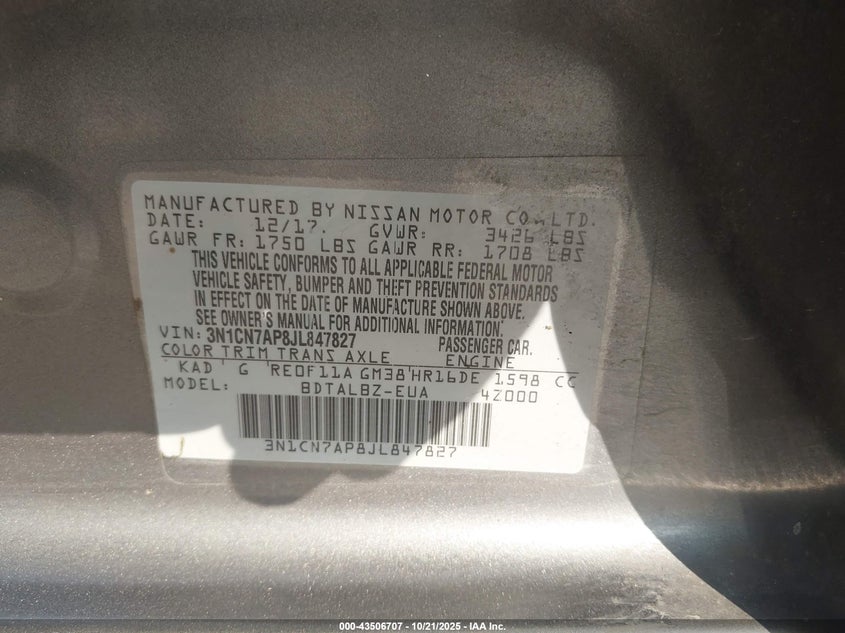 MANUFACTURED BY NISSAN MOTOR CO., LTD.
DATE: 12/17. GVWR: 3426 LBS
GAWR FR: 1750 LBS GAWR RR: 1708 LBS
THIS VEHICLE CONFORMS TO ALL APPLICABLE FEDERAL MOTOR
VEHICLE SAFETY, BUMPER AND THEFT PREVENTION STANDARDS
IN EFFECT ON THE DATE OF MANUFACTURE SHOWN ABOVE.
SEE OWNER'S MANUAL FOR ADDITIONAL INFORMATION.
VIN: 3N1CN7AP8JL847827 PASSENGER CAR.
COLOR TRIM TRANS AXLE ENGINE
KAD G RE0F11A GM38 HR16DE 1598 CC
MODEL: BDTALBZ-EUA 4Z000
3N1CN7AP8JL847827
000-43506707 - 10/21/2025 - IAA Inc.